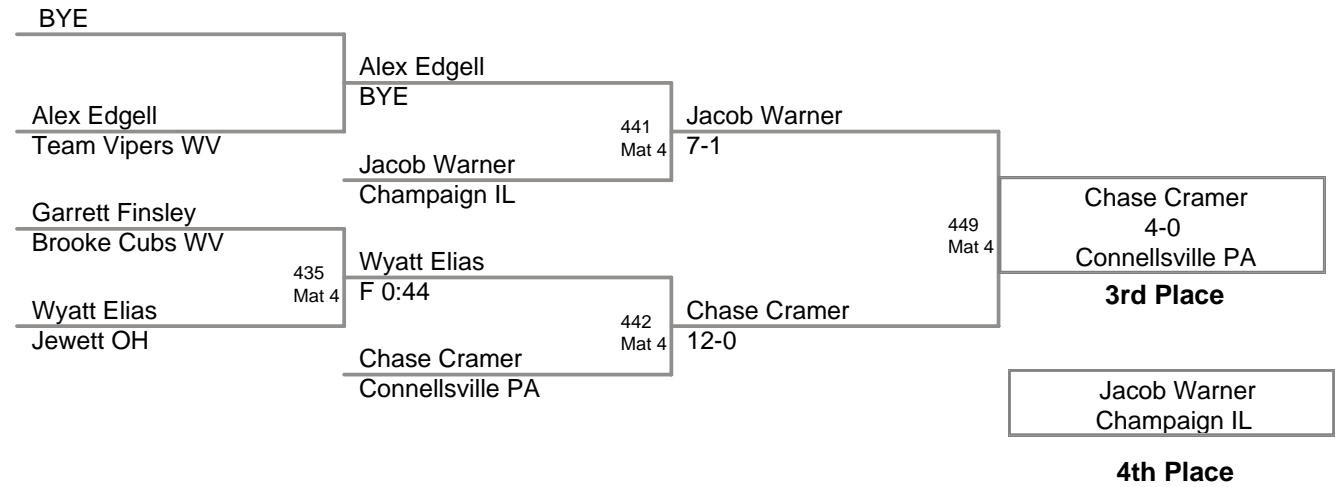 BYE
Alex Edgell
BYE
Alex Edgell
Team Vipers WV
441
Mat 4
Jacob Warner
7-1
Jacob Warner
Champaign IL
Garrett Finsley
Brooke Cubs WV
449
Mat 4
Chase Cramer
4-0
Connellsville PA
3rd Place
435
Mat 4
Wyatt Elias
F 0:44
Wyatt Elias
Jewett OH
442
Mat 4
Chase Cramer
12-0
Chase Cramer
Connellsville PA
Jacob Warner
Champaign IL
4th Place